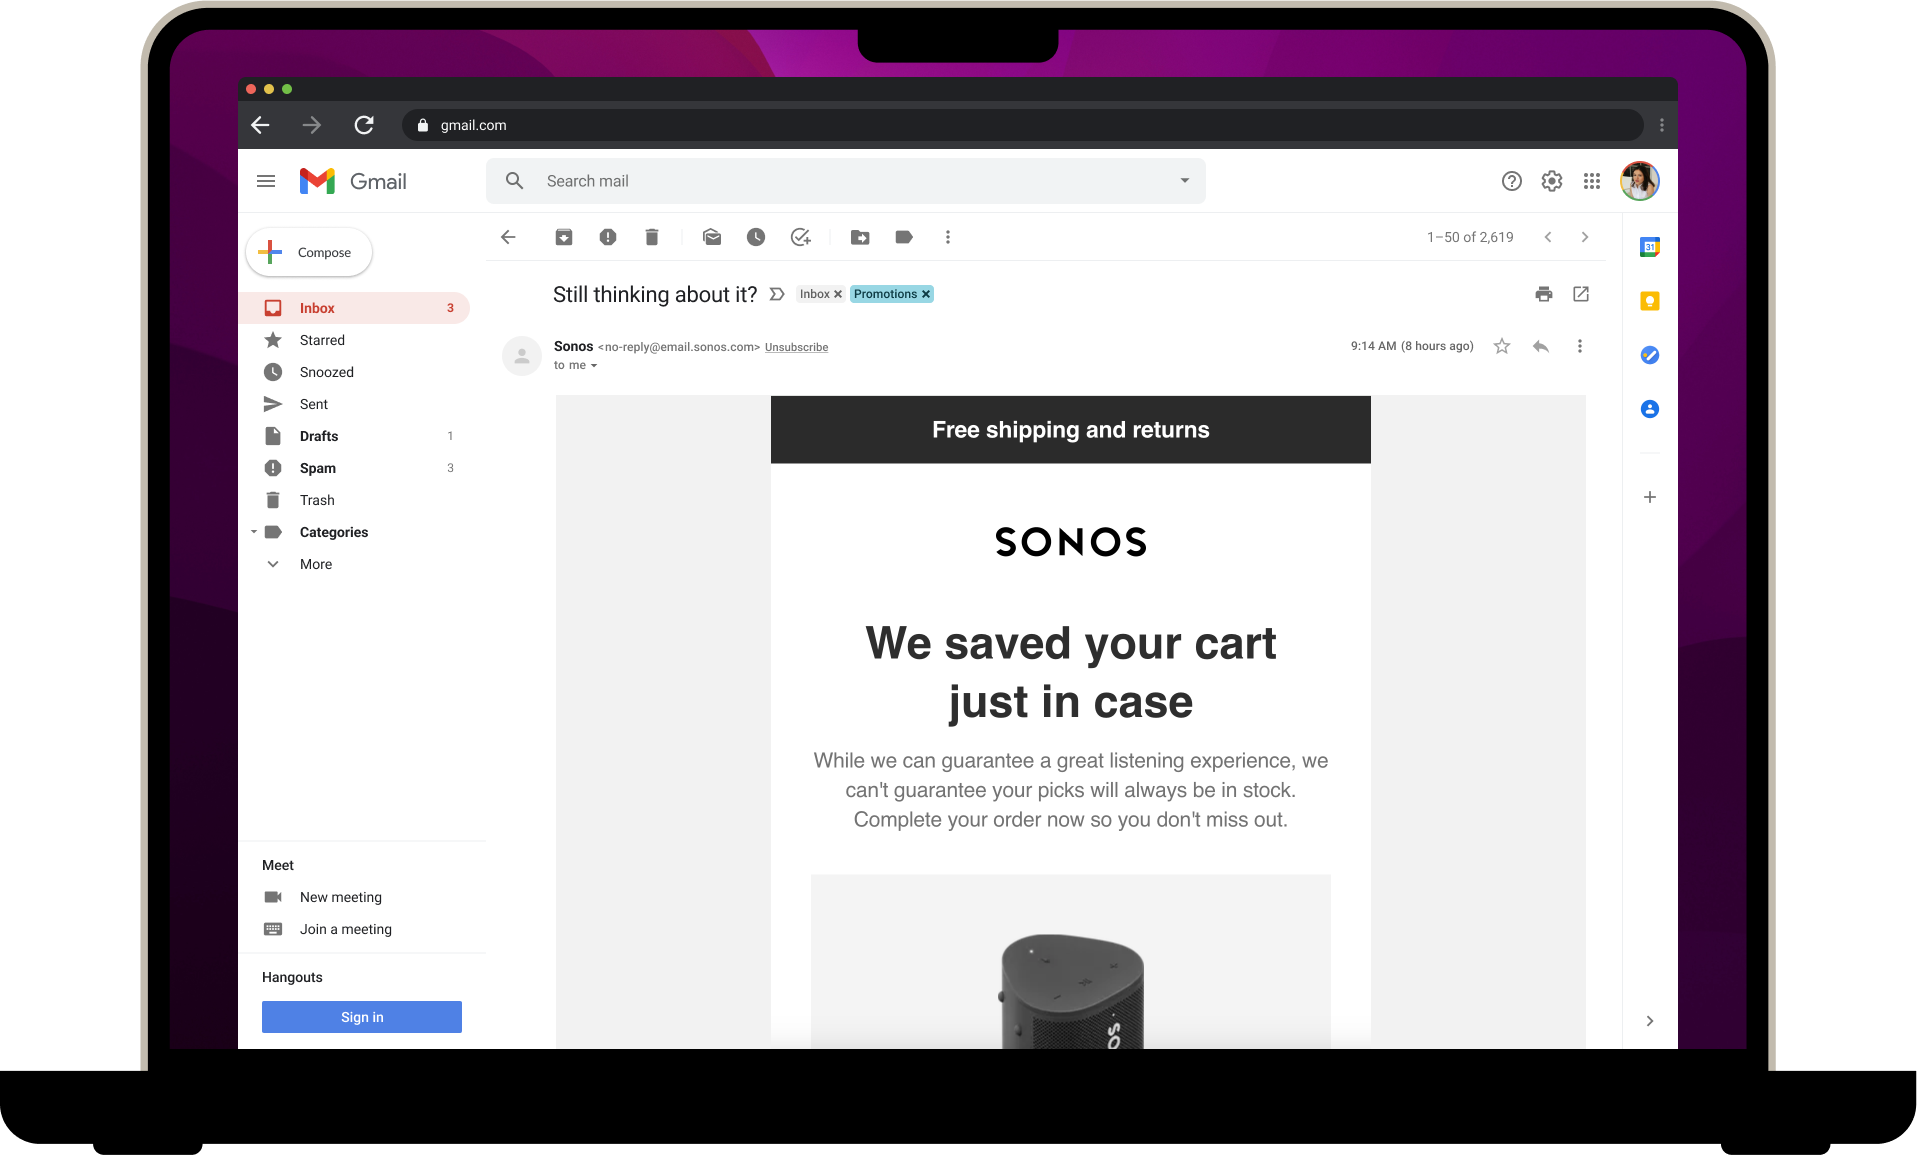 gmail.com
Gmail
Search mail
Compose
1–50 of 2,619
31
Inbox 3
Starred
Snoozed
Sent
Drafts 1
Spam 3
Trash
Categories
More
Meet
New meeting
Join a meeting
Hangouts
Sign in
Still thinking about it? Inbox × Promotions ×
Sonos <no-reply@email.sonos.com> Unsubscribe
9:14 AM (8 hours ago)
to me
Free shipping and returns
SONOS
We saved your cart
just in case
While we can guarantee a great listening experience, we
can't guarantee your picks will always be in stock.
Complete your order now so you don't miss out.